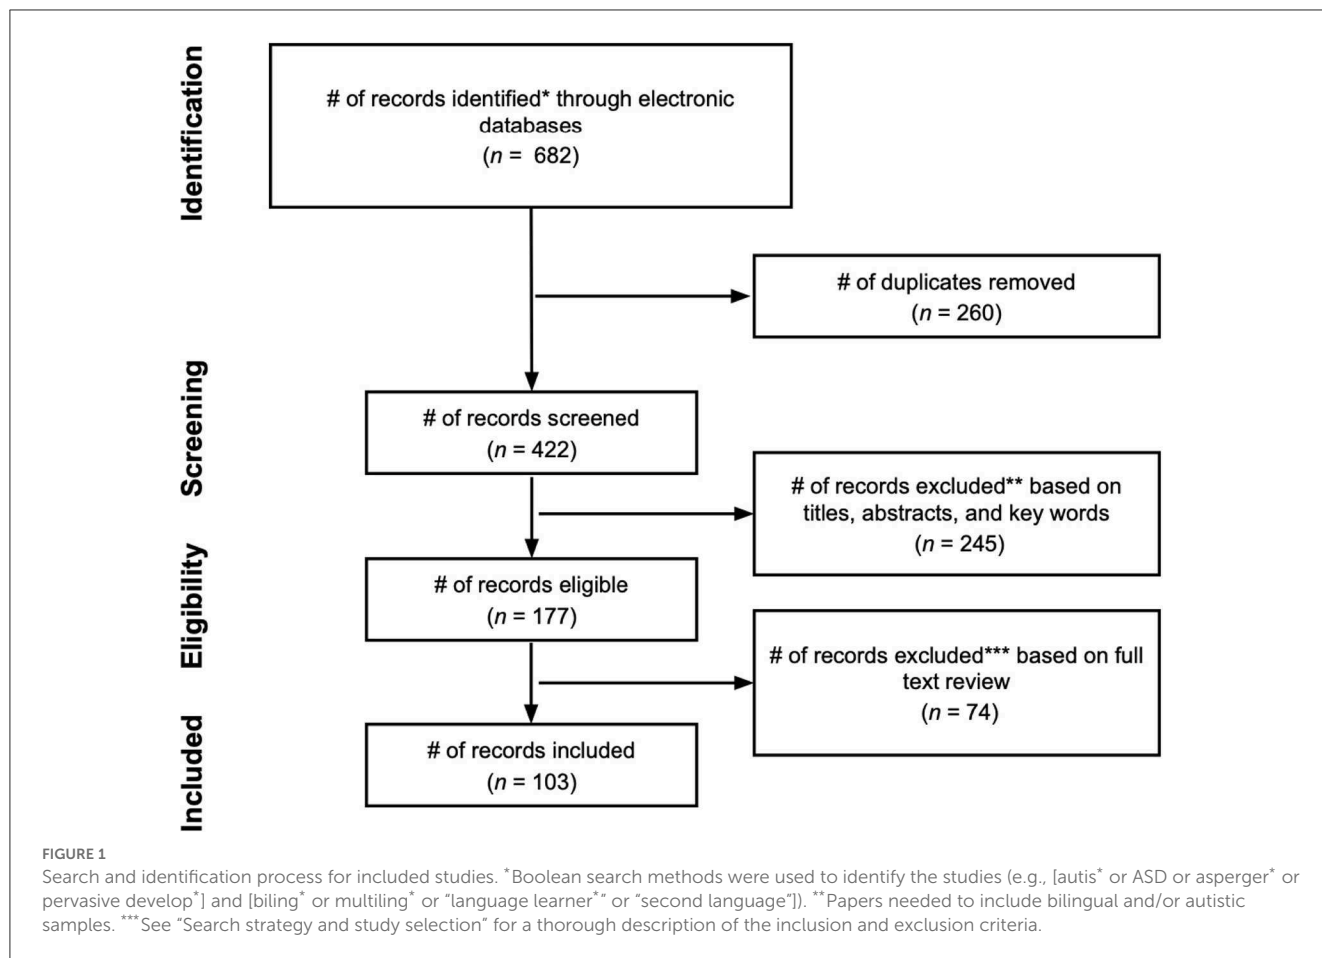 Identification
# of records identified* through electronic
databases
(n = 682)
# of duplicates removed
(n = 260)
Screening
# of records screened
(n = 422)
# of records excluded** based on
titles, abstracts, and key words
(n = 245)
Eligibility
# of records eligible
(n = 177)
# of records excluded*** based on full
text review
(n = 74)
Included
# of records included
(n = 103)
FIGURE 1
Search and identification process for included studies. *Boolean search methods were used to identify the studies (e.g., [autis* or ASD or asperger* or
pervasive develop*] and [biling* or multiling* or “language learner*” or “second language”]). **Papers needed to include bilingual and/or autistic
samples. ***See “Search strategy and study selection” for a thorough description of the inclusion and exclusion criteria.